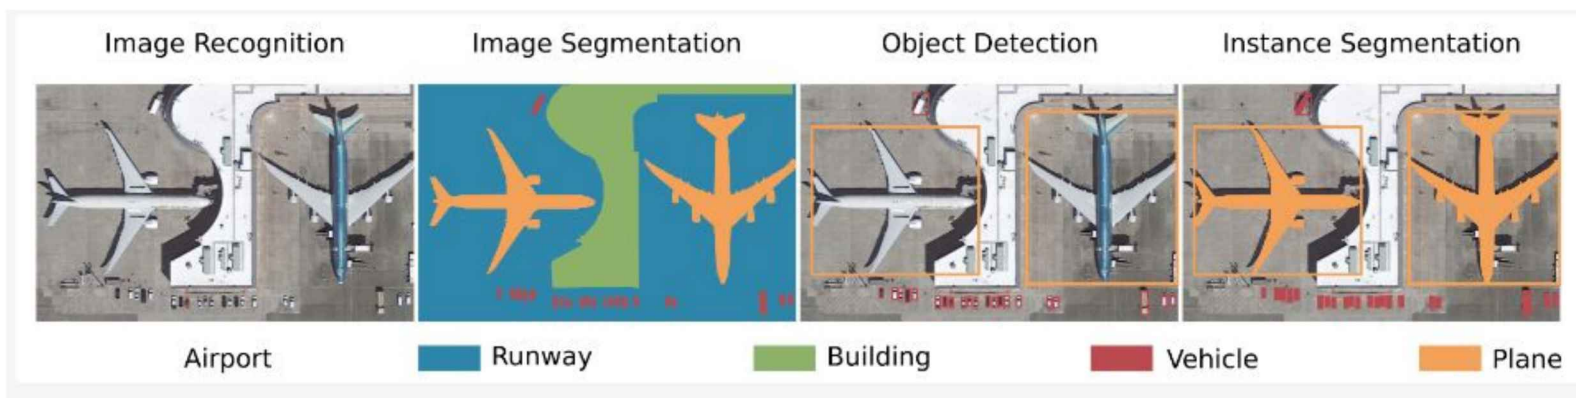 Image Recognition
Image Segmentation
Object Detection
Instance Segmentation
Airport
Runway
Building
Vehicle
Plane